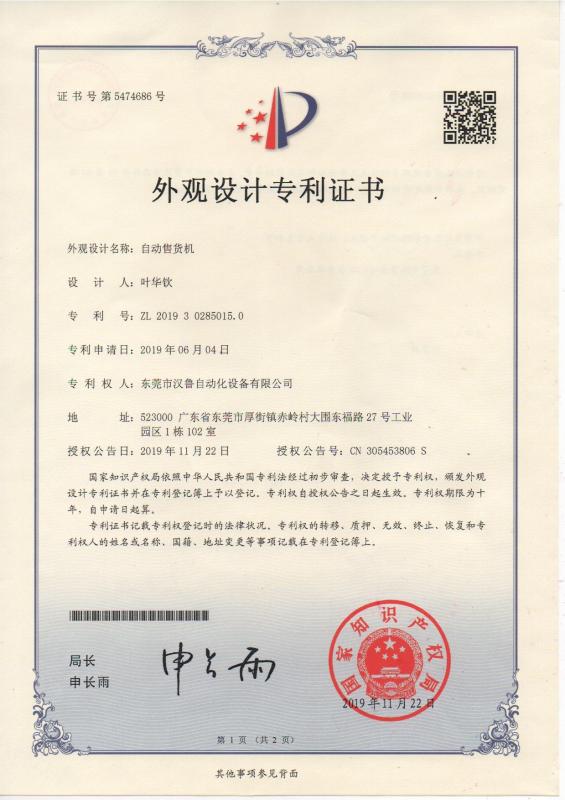 证书号第5474686号
外观设计专利证书
外观设计名称：自动售货机
设计人：叶华钦
专利号：ZL 2019 3 0285015.0
专利申请日：2019年06月04日
专利权人：东莞市汉鲁自动化设备有限公司
地址：523000 广东省东莞市厚街镇赤岭村大围东福路27号工业
园区1栋102室
授权公告日：2019年11月22日 授权公告号：CN 305453806 S
国家知识产权局依照中华人民共和国专利法经过初步审查，决定授予专利权，颁发外观
设计专利证书并在专利登记簿上予以登记。专利权自授权公告之日起生效。专利权期限为十
年，自申请日起算。
专利证书记载专利权登记时的法律状况。专利权的转移、质押、无效、终止、恢复和专
利权人的姓名或名称、国籍、地址变更等事项记载在专利登记簿上。
局长
申长雨
申长雨
国家知识产权局
2019年11月22日
第1页（共2页）
其他事项参见背面